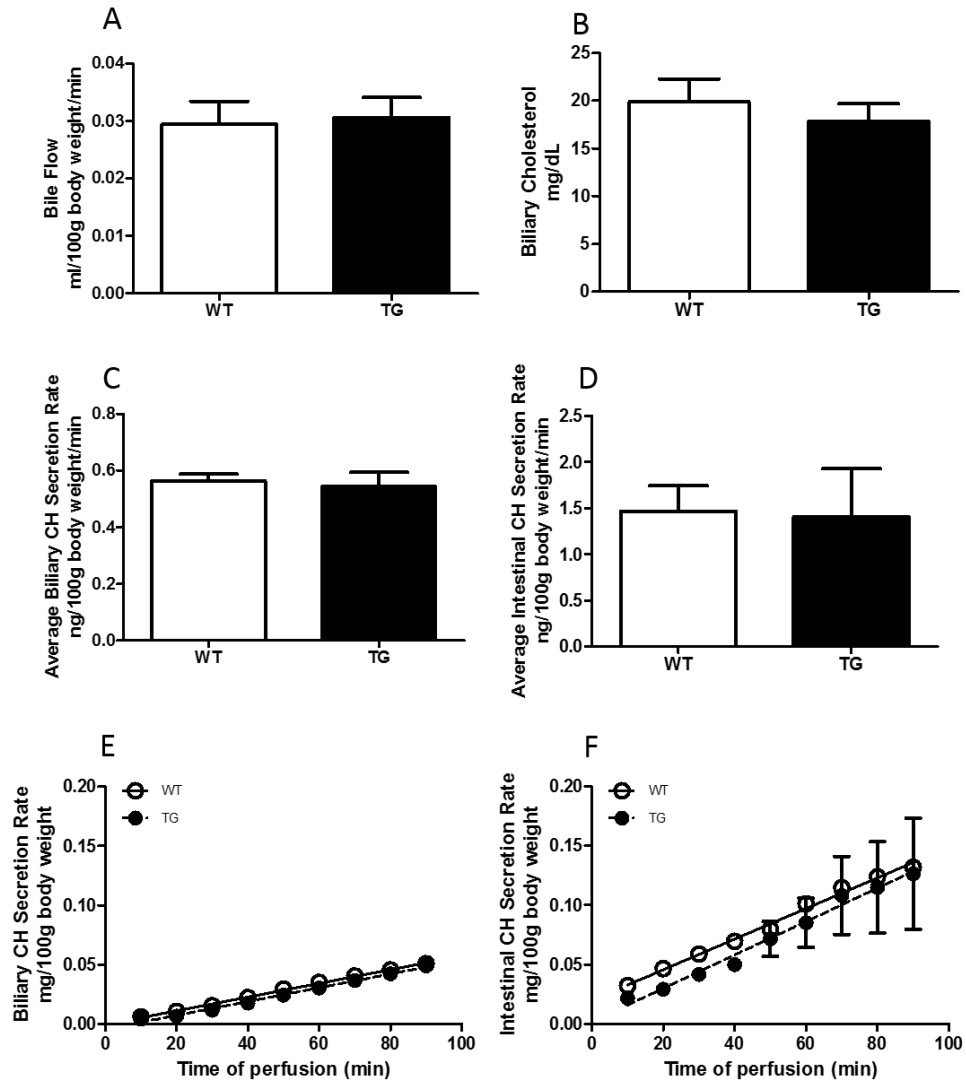 A
Bile Flow
ml/100g body weight/min
0.04
0.03
0.02
0.01
0.00
WT
TG
B
Biliary Cholesterol
mg/dL
25
20
15
10
5
0
WT
TG
C
Average Biliary CH Secretion Rate
ng/100g body weight/min
0.8
0.6
0.4
0.2
0.0
WT
TG
D
Average Intestinal CH Secretion Rate
ng/100g body weight/min
2.5
2.0
1.5
1.0
0.5
0.0
WT
TG
E
Biliary CH Secretion Rate
mg/100g body weight
0.20
0.15
0.10
0.05
0.00
WT
TG
0
20
40
60
80
100
Time of perfusion (min)
F
Intestinal CH Secretion Rate
mg/100g body weight
0.20
0.15
0.10
0.05
0.00
WT
TG
0
20
40
60
80
100
Time of perfusion (min)